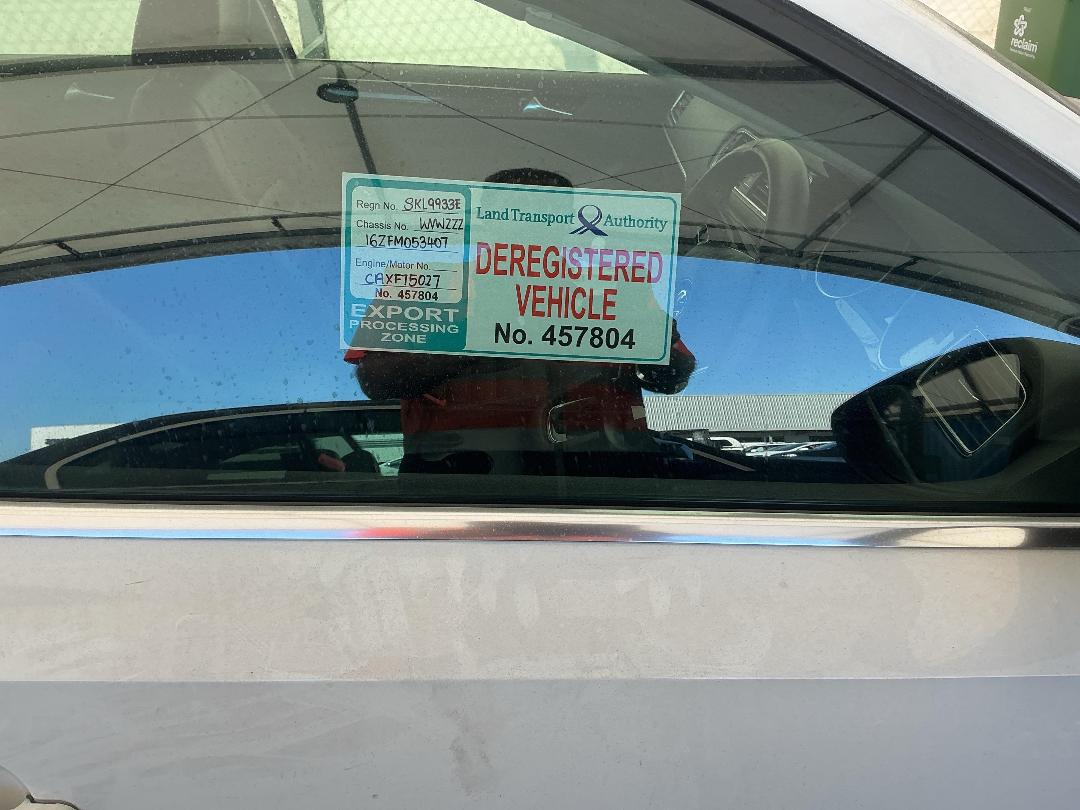 reclaim
Regn No. SKL9933E
Chassis No. WVWZZZ
16ZFM053407
Engine/Motor No.
CAXF15027
No. 457804
EXPORT
PROCESSING
ZONE
Land Transport Authority
DEREGISTERED
VEHICLE
No. 457804